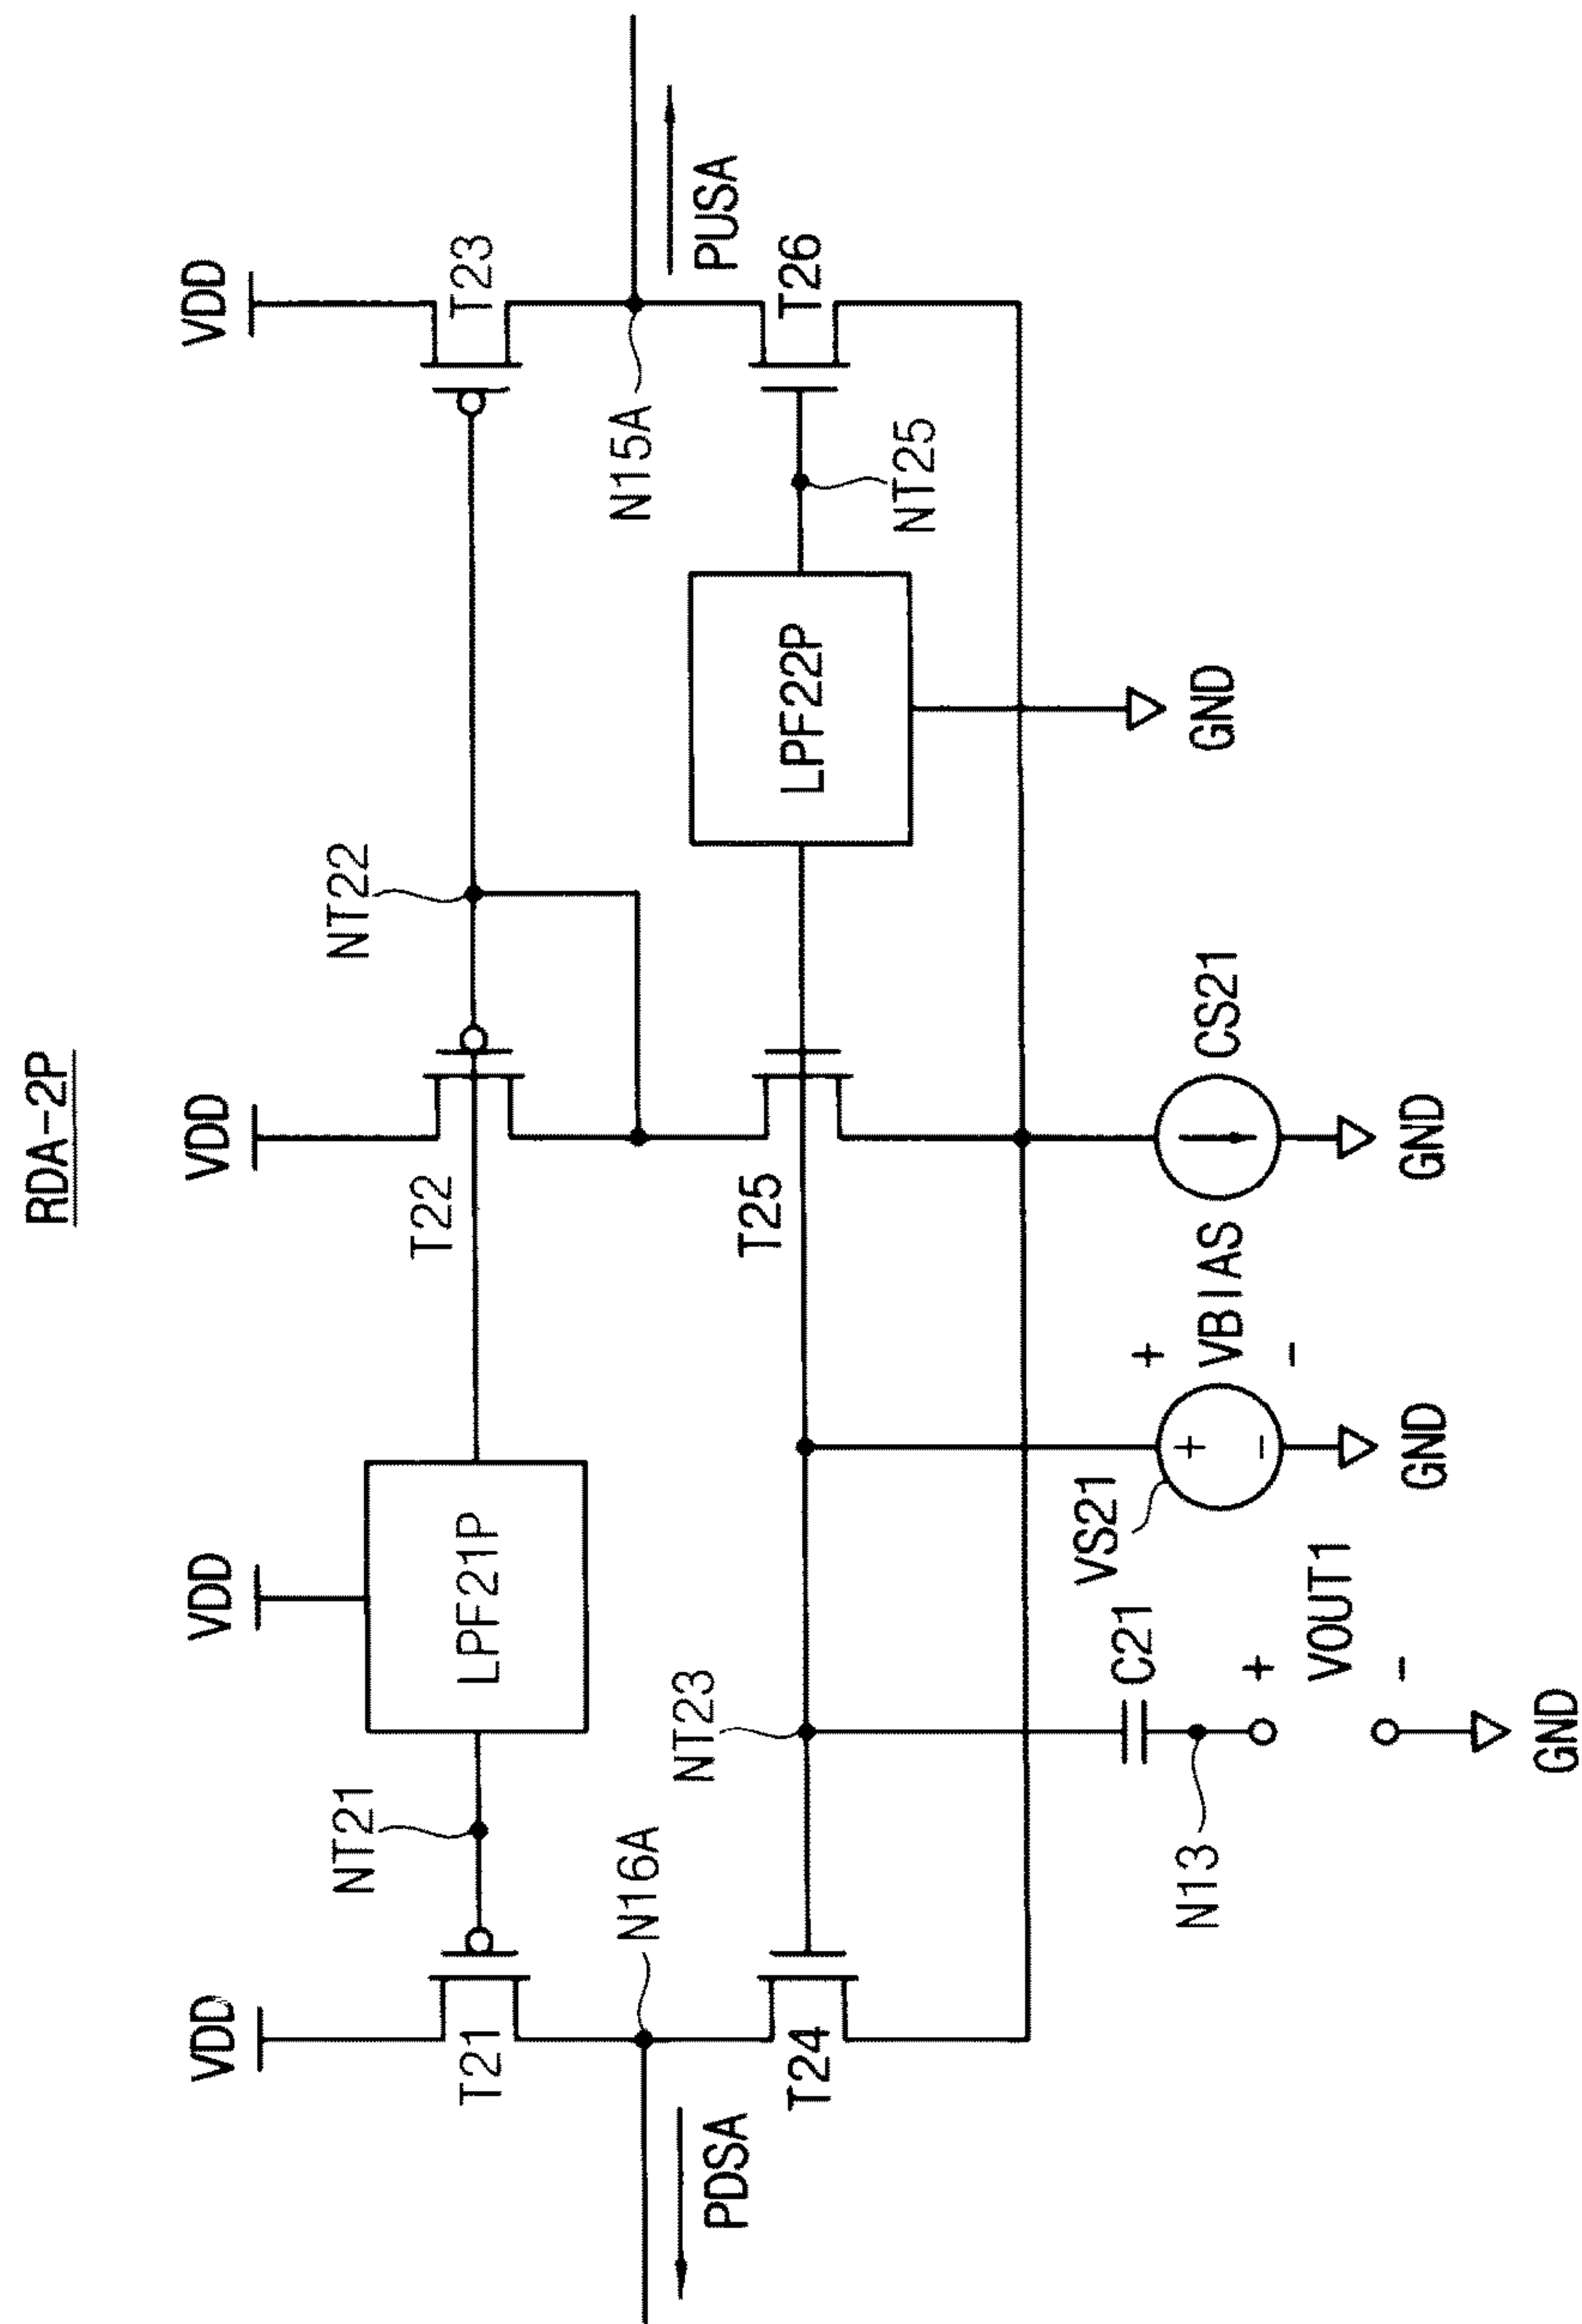 RDA-2P
VDD
VDD
VDD
VDD
NT21
NT22
T21
LPF21P
T22
T23
PDSA
N16A
N15A
PUSA
T24
NT23
T25
LPF22P
NT25
T26
N13
C21
VS21
+
-
+
VBIAS
-
CS21
+
VOUT1
-
GND
GND
GND
GND